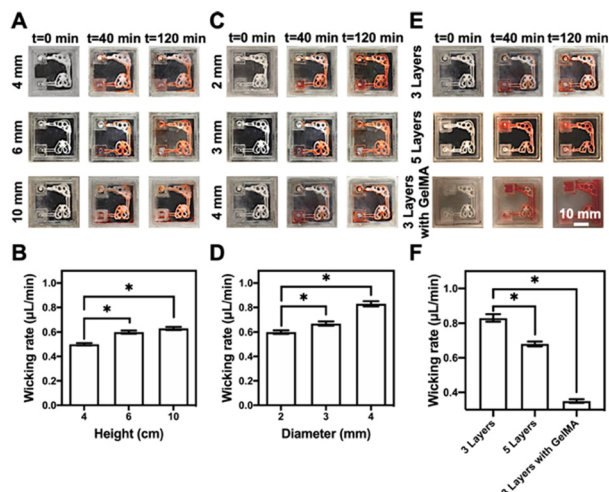 A
t=0 min t=40 min t=120 min
4 mm
6 mm
10 mm
C
t=0 min t=40 min t=120 min
2 mm
3 mm
4 mm
E
t=0 min t=40 min t=120 min
3 Layers
5 Layers
3 Layers
with GelMA
10 mm
B
Wicking rate (μL/min)
1.0
0.8
0.6
0.4
0.2
0.0
*
*
4 6 10
Height (cm)
D
Wicking rate (μL/min)
1.0
0.8
0.6
0.4
0.2
0.0
*
*
2 3 4
Diameter (mm)
F
Wicking rate (μL/min)
0.8
0.6
0.4
*
*
3 Layers
5 Layers
3 Layers with GelMA